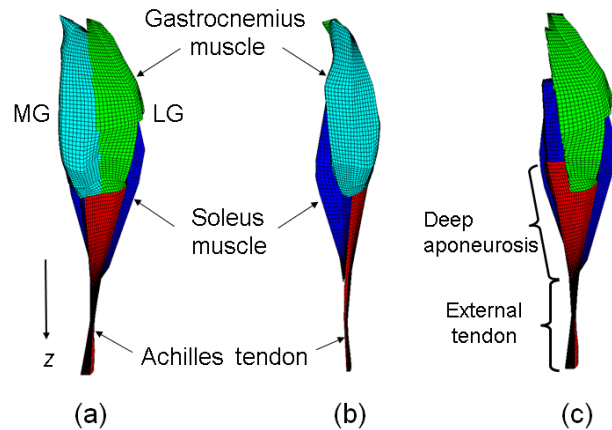 Gastrocnemius
muscle
MG
LG
Soleus
muscle
Deep
aponeurosis
External
tendon
z
Achilles tendon
(a)
(b)
(c)